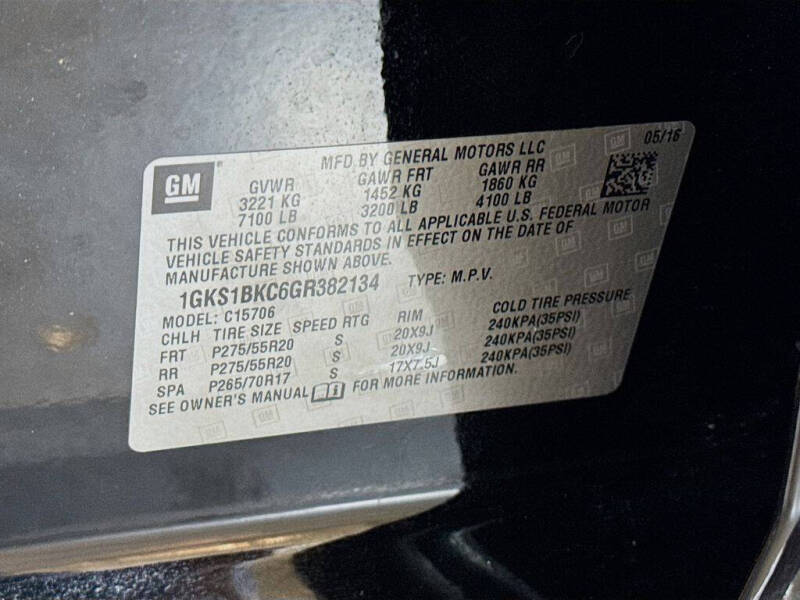 GM
MFD BY GENERAL MOTORS LLC 05/16
GVWR GAWR FRT GAWR RR
3221 KG 1452 KG 1860 KG
7100 LB 3200 LB 4100 LB
THIS VEHICLE CONFORMS TO ALL APPLICABLE U.S. FEDERAL MOTOR
VEHICLE SAFETY STANDARDS IN EFFECT ON THE DATE OF
MANUFACTURE SHOWN ABOVE.
1GKS1BKC6GR382134 TYPE: M.P.V.
MODEL: C15706
CHLH TIRE SIZE SPEED RTG RIM COLD TIRE PRESSURE
FRT P275/55R20 S 20X9J 240KPA(35PSI)
RR P275/55R20 S 20X9J 240KPA(35PSI)
SPA P265/70R17 S 17X7.5J 240KPA(35PSI)
SEE OWNER'S MANUAL FOR MORE INFORMATION.